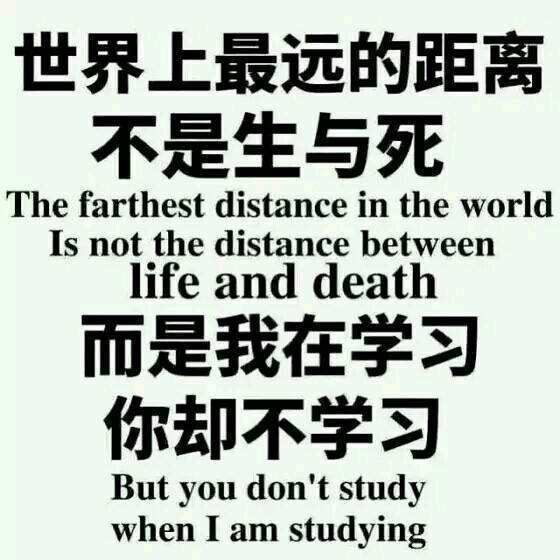 世界上最远的距离
不是生与死
The farthest distance in the world
Is not the distance between
life and death
而是我在学习
你却不学习
But you don't study
when I am studying